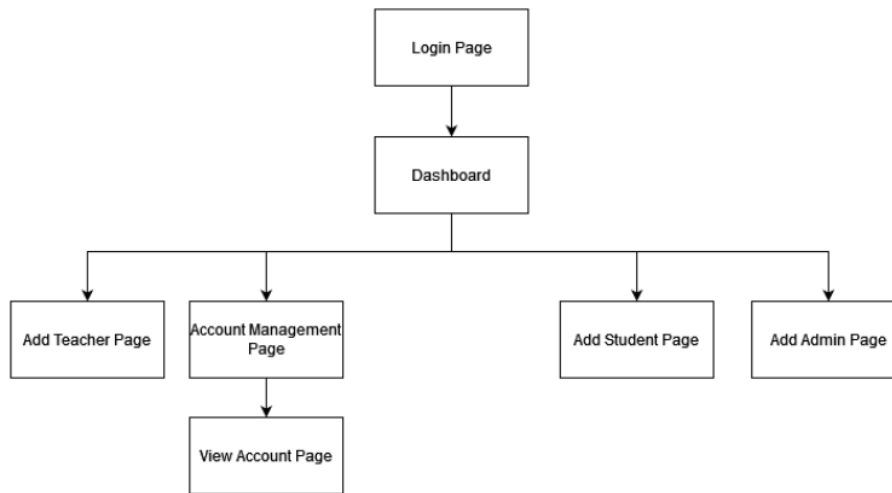 Login Page
Dashboard
Add Teacher Page
Account Management
Page
Add Student Page
Add Admin Page
View Account Page